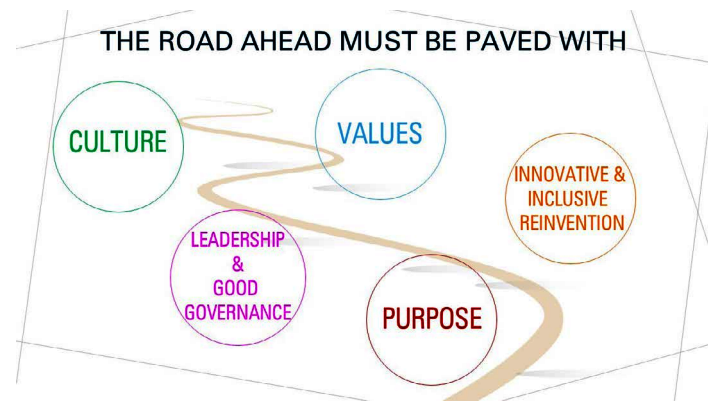 THE ROAD AHEAD MUST BE PAVED WITH
CULTURE
VALUES
INNOVATIVE &
INCLUSIVE
REINVENTION
LEADERSHIP
&
GOOD
GOVERNANCE
PURPOSE